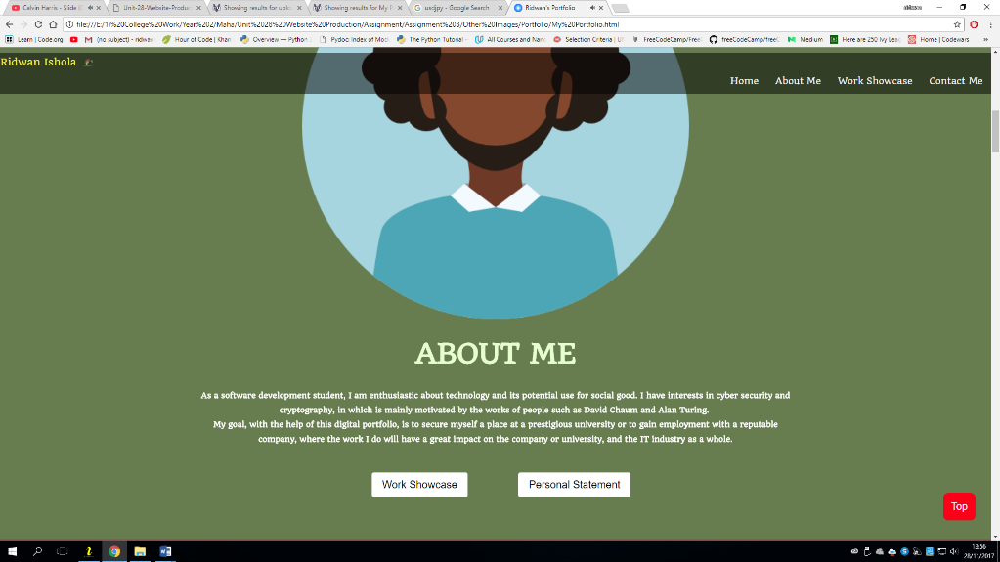 Calvin Harris - Slide
Unit-28-Website-Produc
Showing results for uplo
Showing results for My P
usdjpy - Google Search
Ridwan's Portfolio
file:///E:/1)%20College%20Work/Year%202/Maha/Unit%2028%20Website%20Production/Assignment/Assignment%203/Other%20Images/Portfolio/My%20Portfolio.html
Learn | Code.org
(no subject) - ridwan
Hour of Code | Khan
Overview — Python
Pydoc Index of Mod
The Python Tutorial -
All Courses and Nano
Selection Criteria | Un
FreeCodeCamp/Free
freeCodeCamp/free
Medium
Here are 250 Ivy Leag
Home | Codewars
Ridwan Ishola
Home About Me Work Showcase Contact Me
ABOUT ME
As a software development student, I am enthusiastic about technology and its potential use for social good. I have interests in cyber security and
cryptography, in which is mainly motivated by the works of people such as David Chaum and Alan Turing.
My goal, with the help of this digital portfolio, is to secure myself a place at a prestigious university or to gain employment with a reputable
company, where the work I do will have a great impact on the company or university, and the IT industry as a whole.
Work Showcase Personal Statement
Top
13:56
28/11/2017